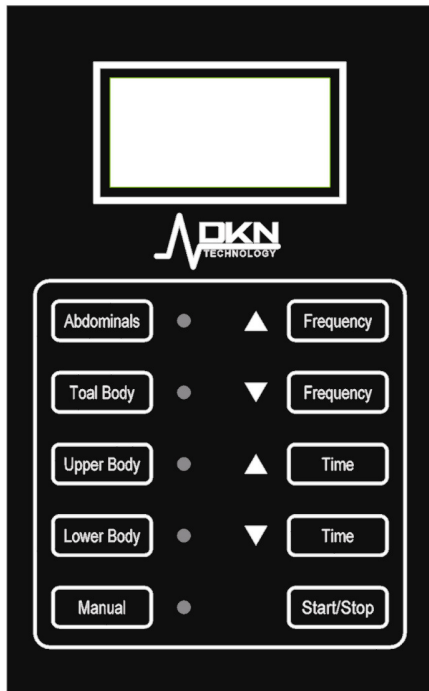 DKN
TECHNOLOGY
Abdominals
Frequency
Toal Body
Frequency
Upper Body
Time
Lower Body
Time
Manual
Start/Stop